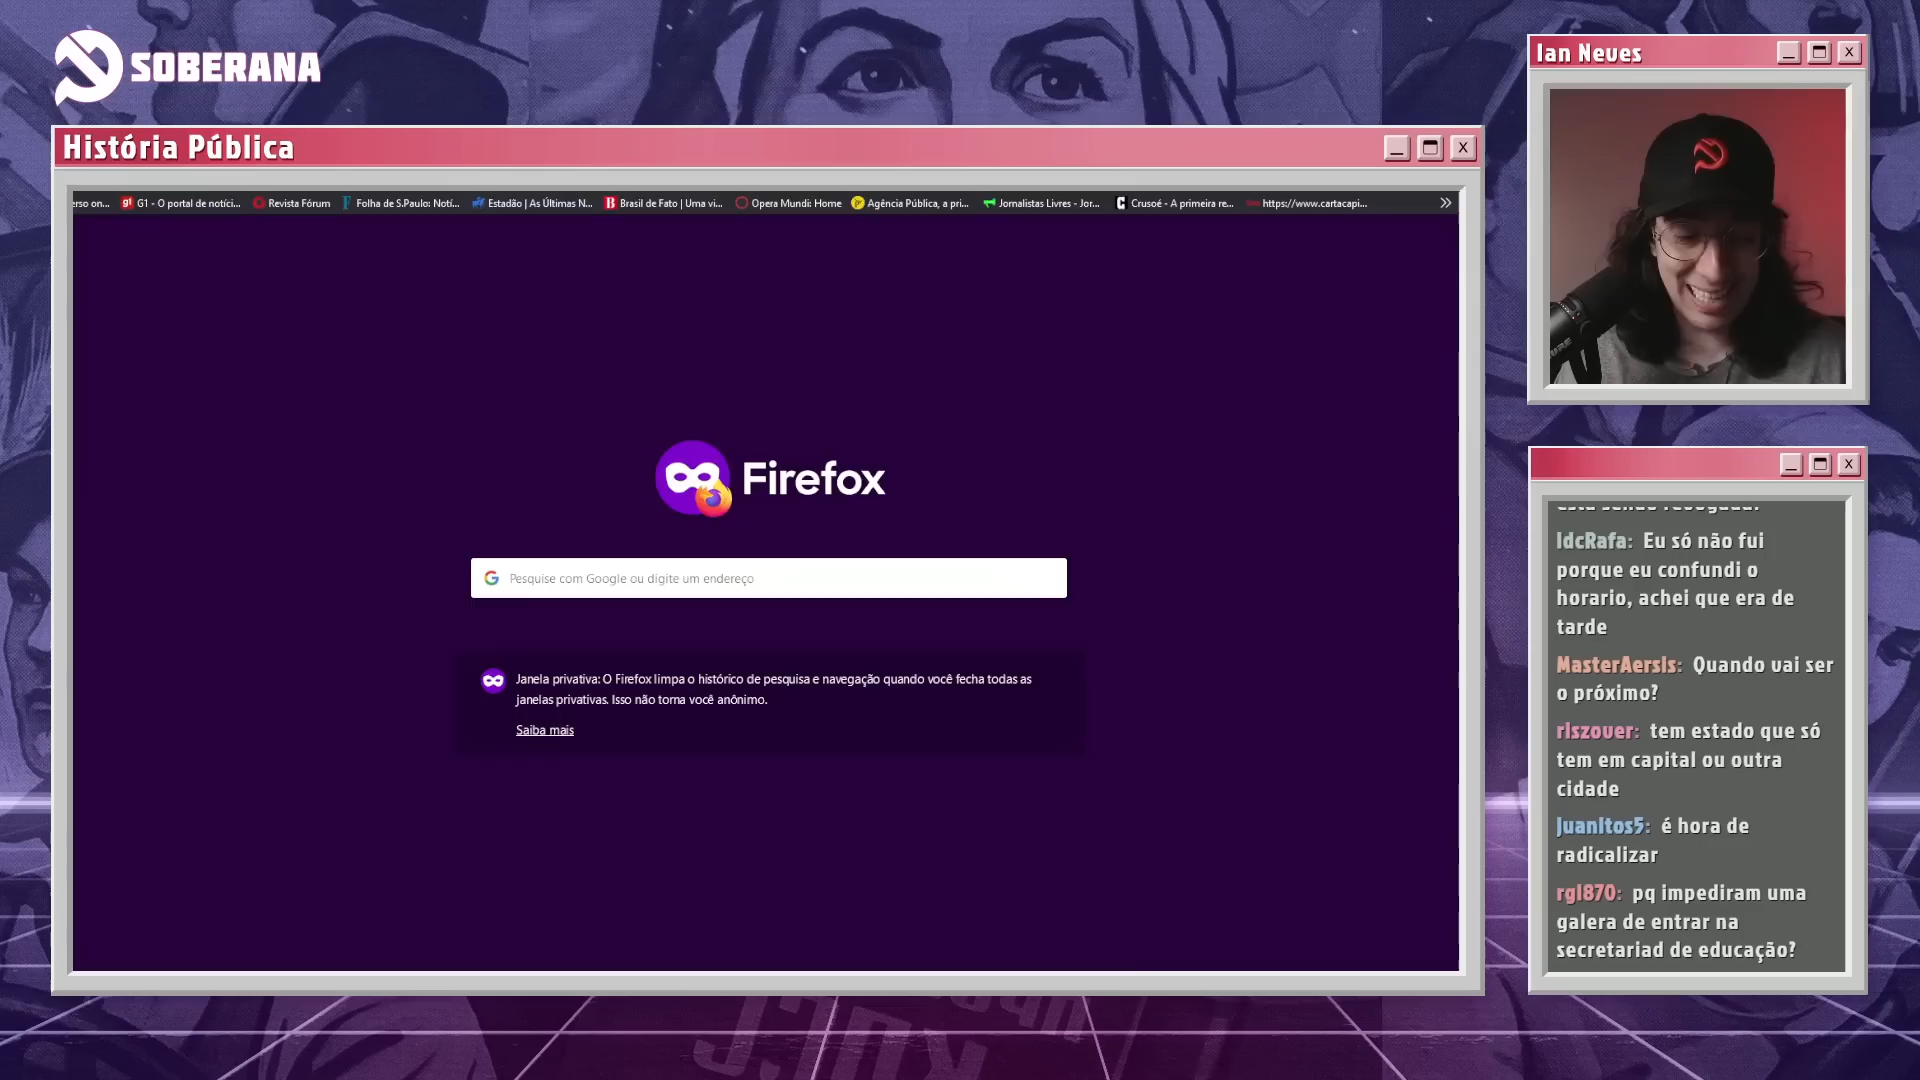 SOBERANA
História Pública
erso on...
G1 - O portal de notíci...
Revista Fórum
Folha de S.Paulo: Notí...
Estadão | As Últimas N...
Brasil de Fato | Uma vi...
Opera Mundi: Home
Agência Pública, a pri...
Jornalistas Livres - Jor...
Crusoé - A primeira re...
https://www.cartacapi...
Firefox
Pesquise com Google ou digite um endereço
Janela privativa: O Firefox limpa o histórico de pesquisa e navegação quando você fecha todas as
janelas privativas. Isso não torna você anônimo.
Saiba mais
Ian Neves
IdcRafa: Eu só não fui
porque eu confundi o
horario, achei que era de
tarde
MasterAersis: Quando vai ser
o próximo?
riszover: tem estado que só
tem em capital ou outra
cidade
juanitos5: é hora de
radicalizar
rgl870: pq impediram uma
galera de entrar na
secretariad de educação?